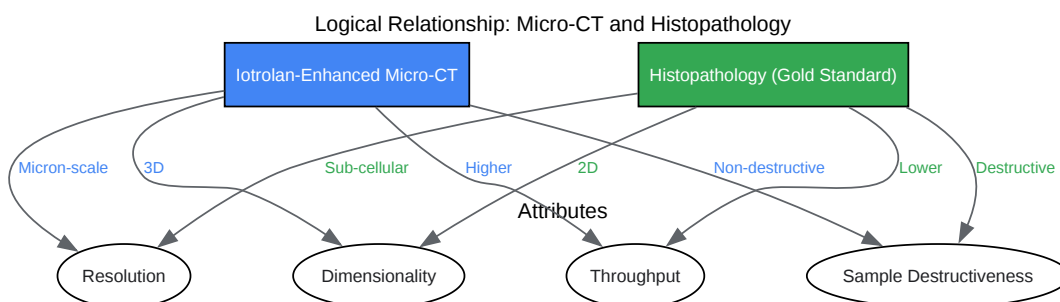 Logical Relationship: Micro-CT and Histopathology
Iotrolan-Enhanced Micro-CT
Histopathology (Gold Standard)
Micron-scale
3D
Sub-cellular
Higher
2D
Non-destructive
Lower
Destructive
Attributes
Resolution
Dimensionality
Throughput
Sample Destructiveness